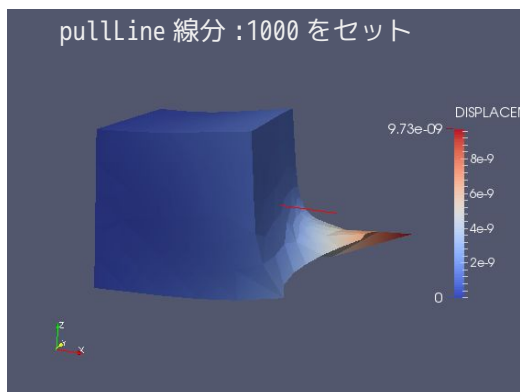 pullLine 線分 :1000 をセット
DISPLACEM
9.73e-09
8e-9
6e-9
4e-9
2e-9
0
Z
Y
X